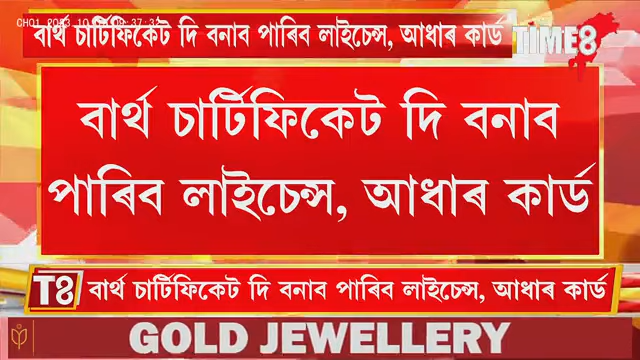 বাৰ্থ চাৰ্টিফিকেট দি বনাব পাৰিব লাইচেন্স, আধাৰ কাৰ্ড
TIME8
বাৰ্থ চাৰ্টিফিকেট দি বনাব
পাৰিব লাইচেন্স, আধাৰ কাৰ্ড
T8 বাৰ্থ চাৰ্টিফিকেট দি বনাব পাৰিব লাইচেন্স, আধাৰ কাৰ্ড
GOLD JEWELLERY